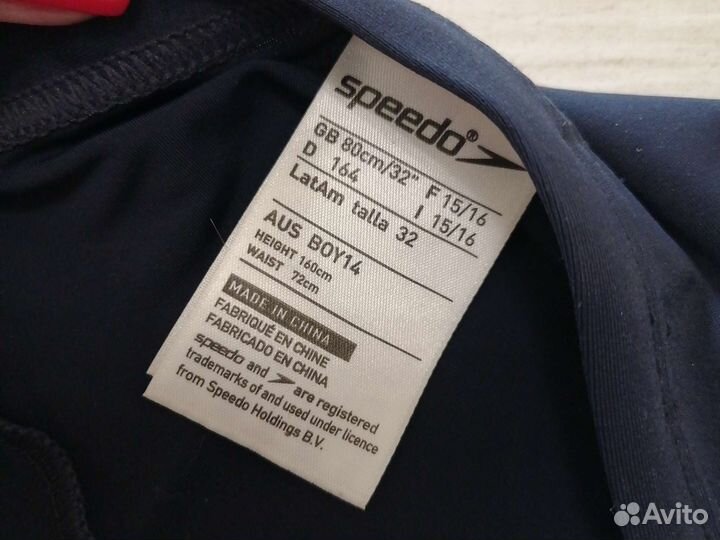 speedo®
GB 80cm/32" F 15/16
D 164 I 15/16
LatAm talla 32
AUS BOY14
HEIGHT 160cm
WAIST 72cm
MADE IN CHINA
FABRIQUÉ EN CHINE
FABRICADO EN CHINA
speedo and are registered
trademarks of and used under licence
from Speedo Holdings B.V.
Avito